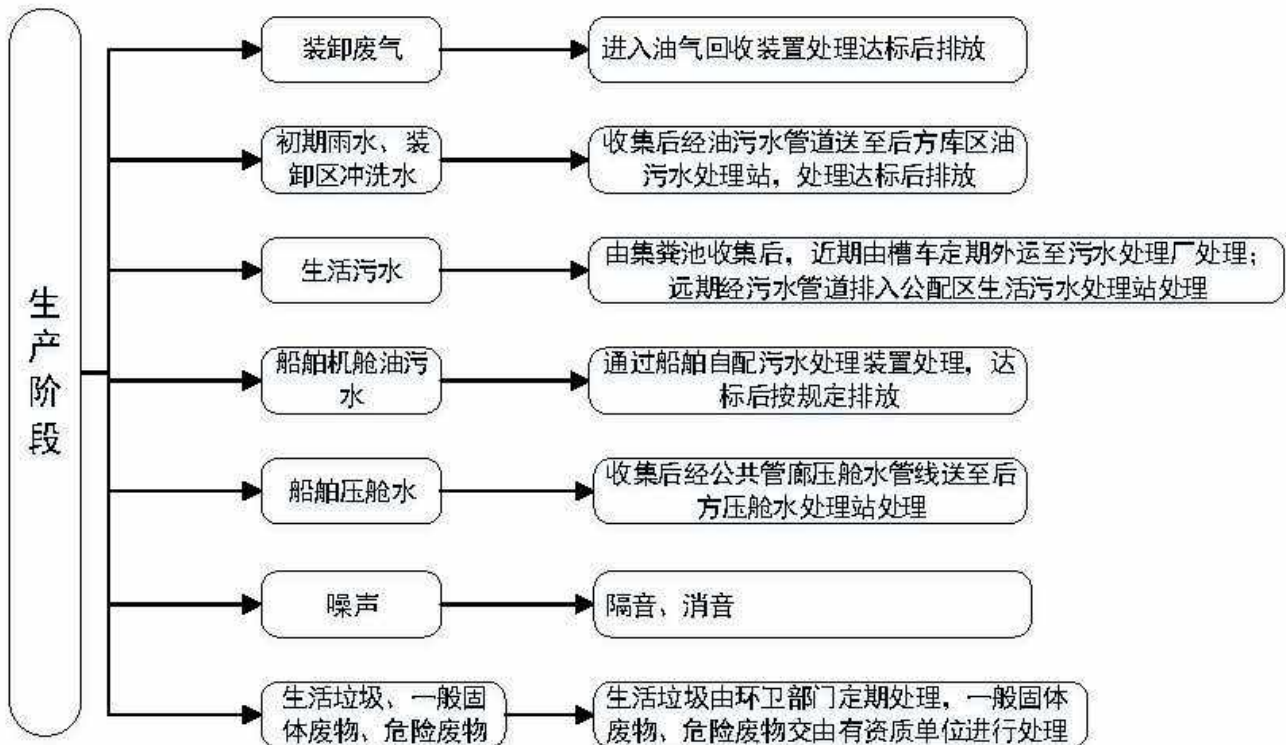 生产阶段
装卸废气
进入油气回收装置处理达标后排放
初期雨水、装
卸区冲洗水
收集后经油污水管道送至后方库区油
污水处理站，处理达标后排放
生活污水
由集粪池收集后，近期由槽车定期外运至污水处理厂处理；
远期经污水管道排入公配区生活污水处理站处理
船舶机舱油污
水
通过船舶自配污水处理装置处理，达
标后按规定排放
船舶压舱水
收集后经公共管廊压舱水管线送至后
方压舱水处理站处理
噪声
隔音、消音
生活垃圾、一般固
体废物、危险废物
生活垃圾由环卫部门定期处理，一般固体
废物、危险废物交由有资质单位进行处理